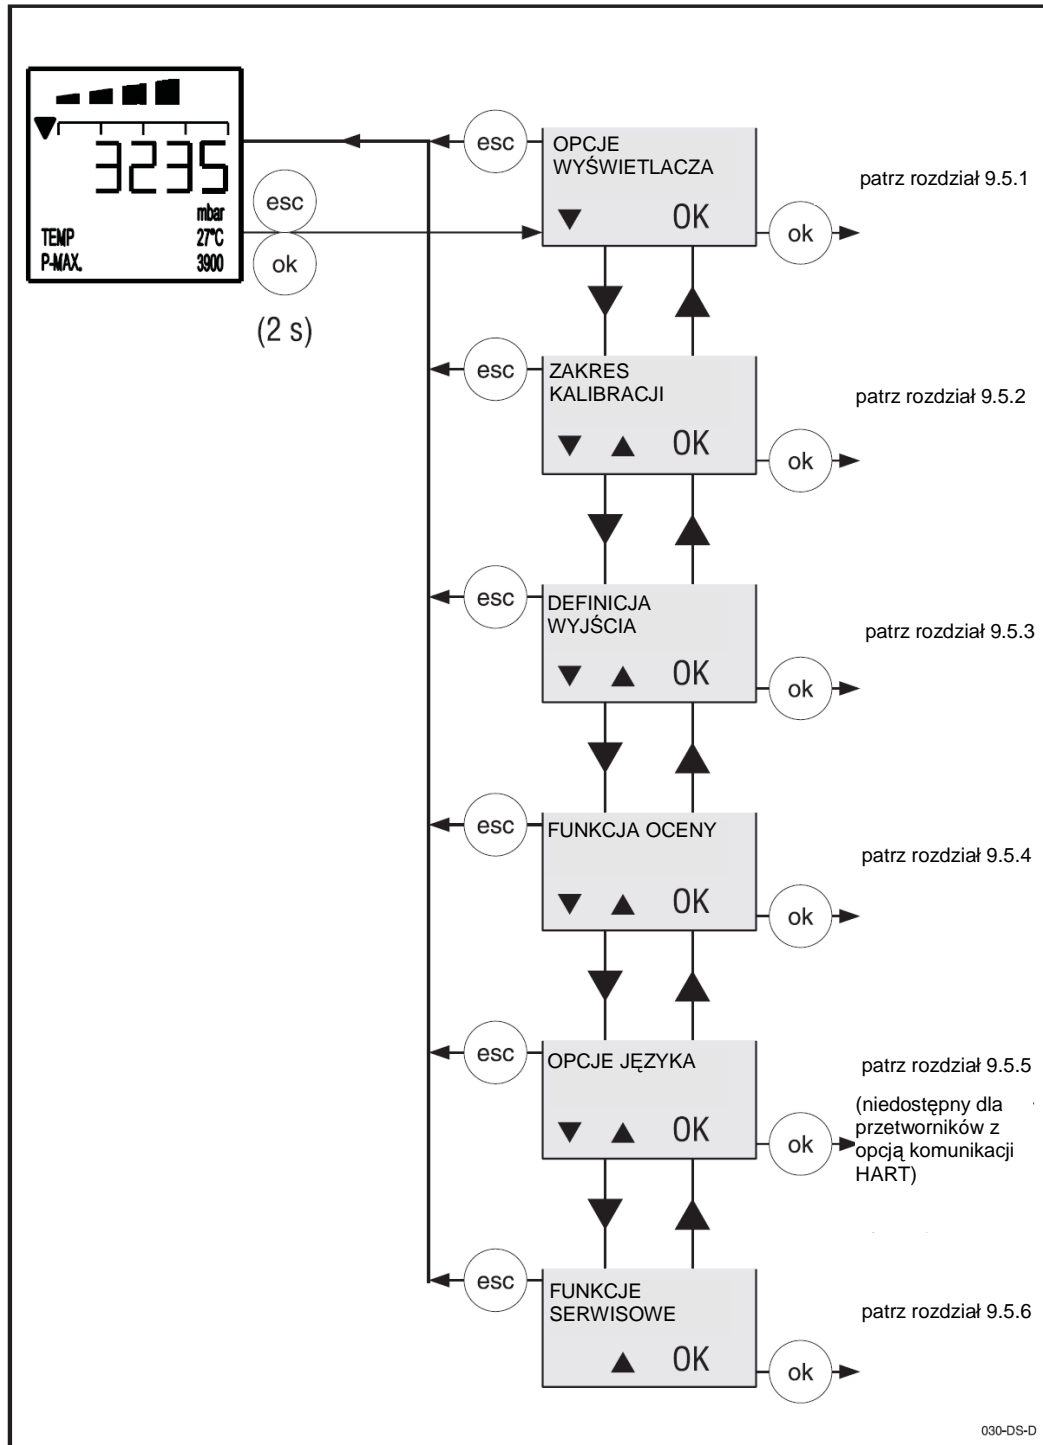 3235
mbar
TEMP 27°C
P-MAX. 3900
esc
ok
(2 s)
esc
OPCJE
WYŚWIETLACZA
▼ OK
ok
patrz rozdział 9.5.1
esc
ZAKRES
KALIBRACJI
▼ ▲ OK
ok
patrz rozdział 9.5.2
esc
DEFINICJA
WYJŚCIA
▼ ▲ OK
ok
patrz rozdział 9.5.3
esc
FUNKCJA OCENY
▼ ▲ OK
ok
patrz rozdział 9.5.4
esc
OPCJE JĘZYKA
▼ ▲ OK
ok
patrz rozdział 9.5.5
(niedostępny dla
przetworników z
opcją komunikacji
HART)
esc
FUNKCJE
SERWISOWE
▲ OK
ok
patrz rozdział 9.5.6
030-DS-D